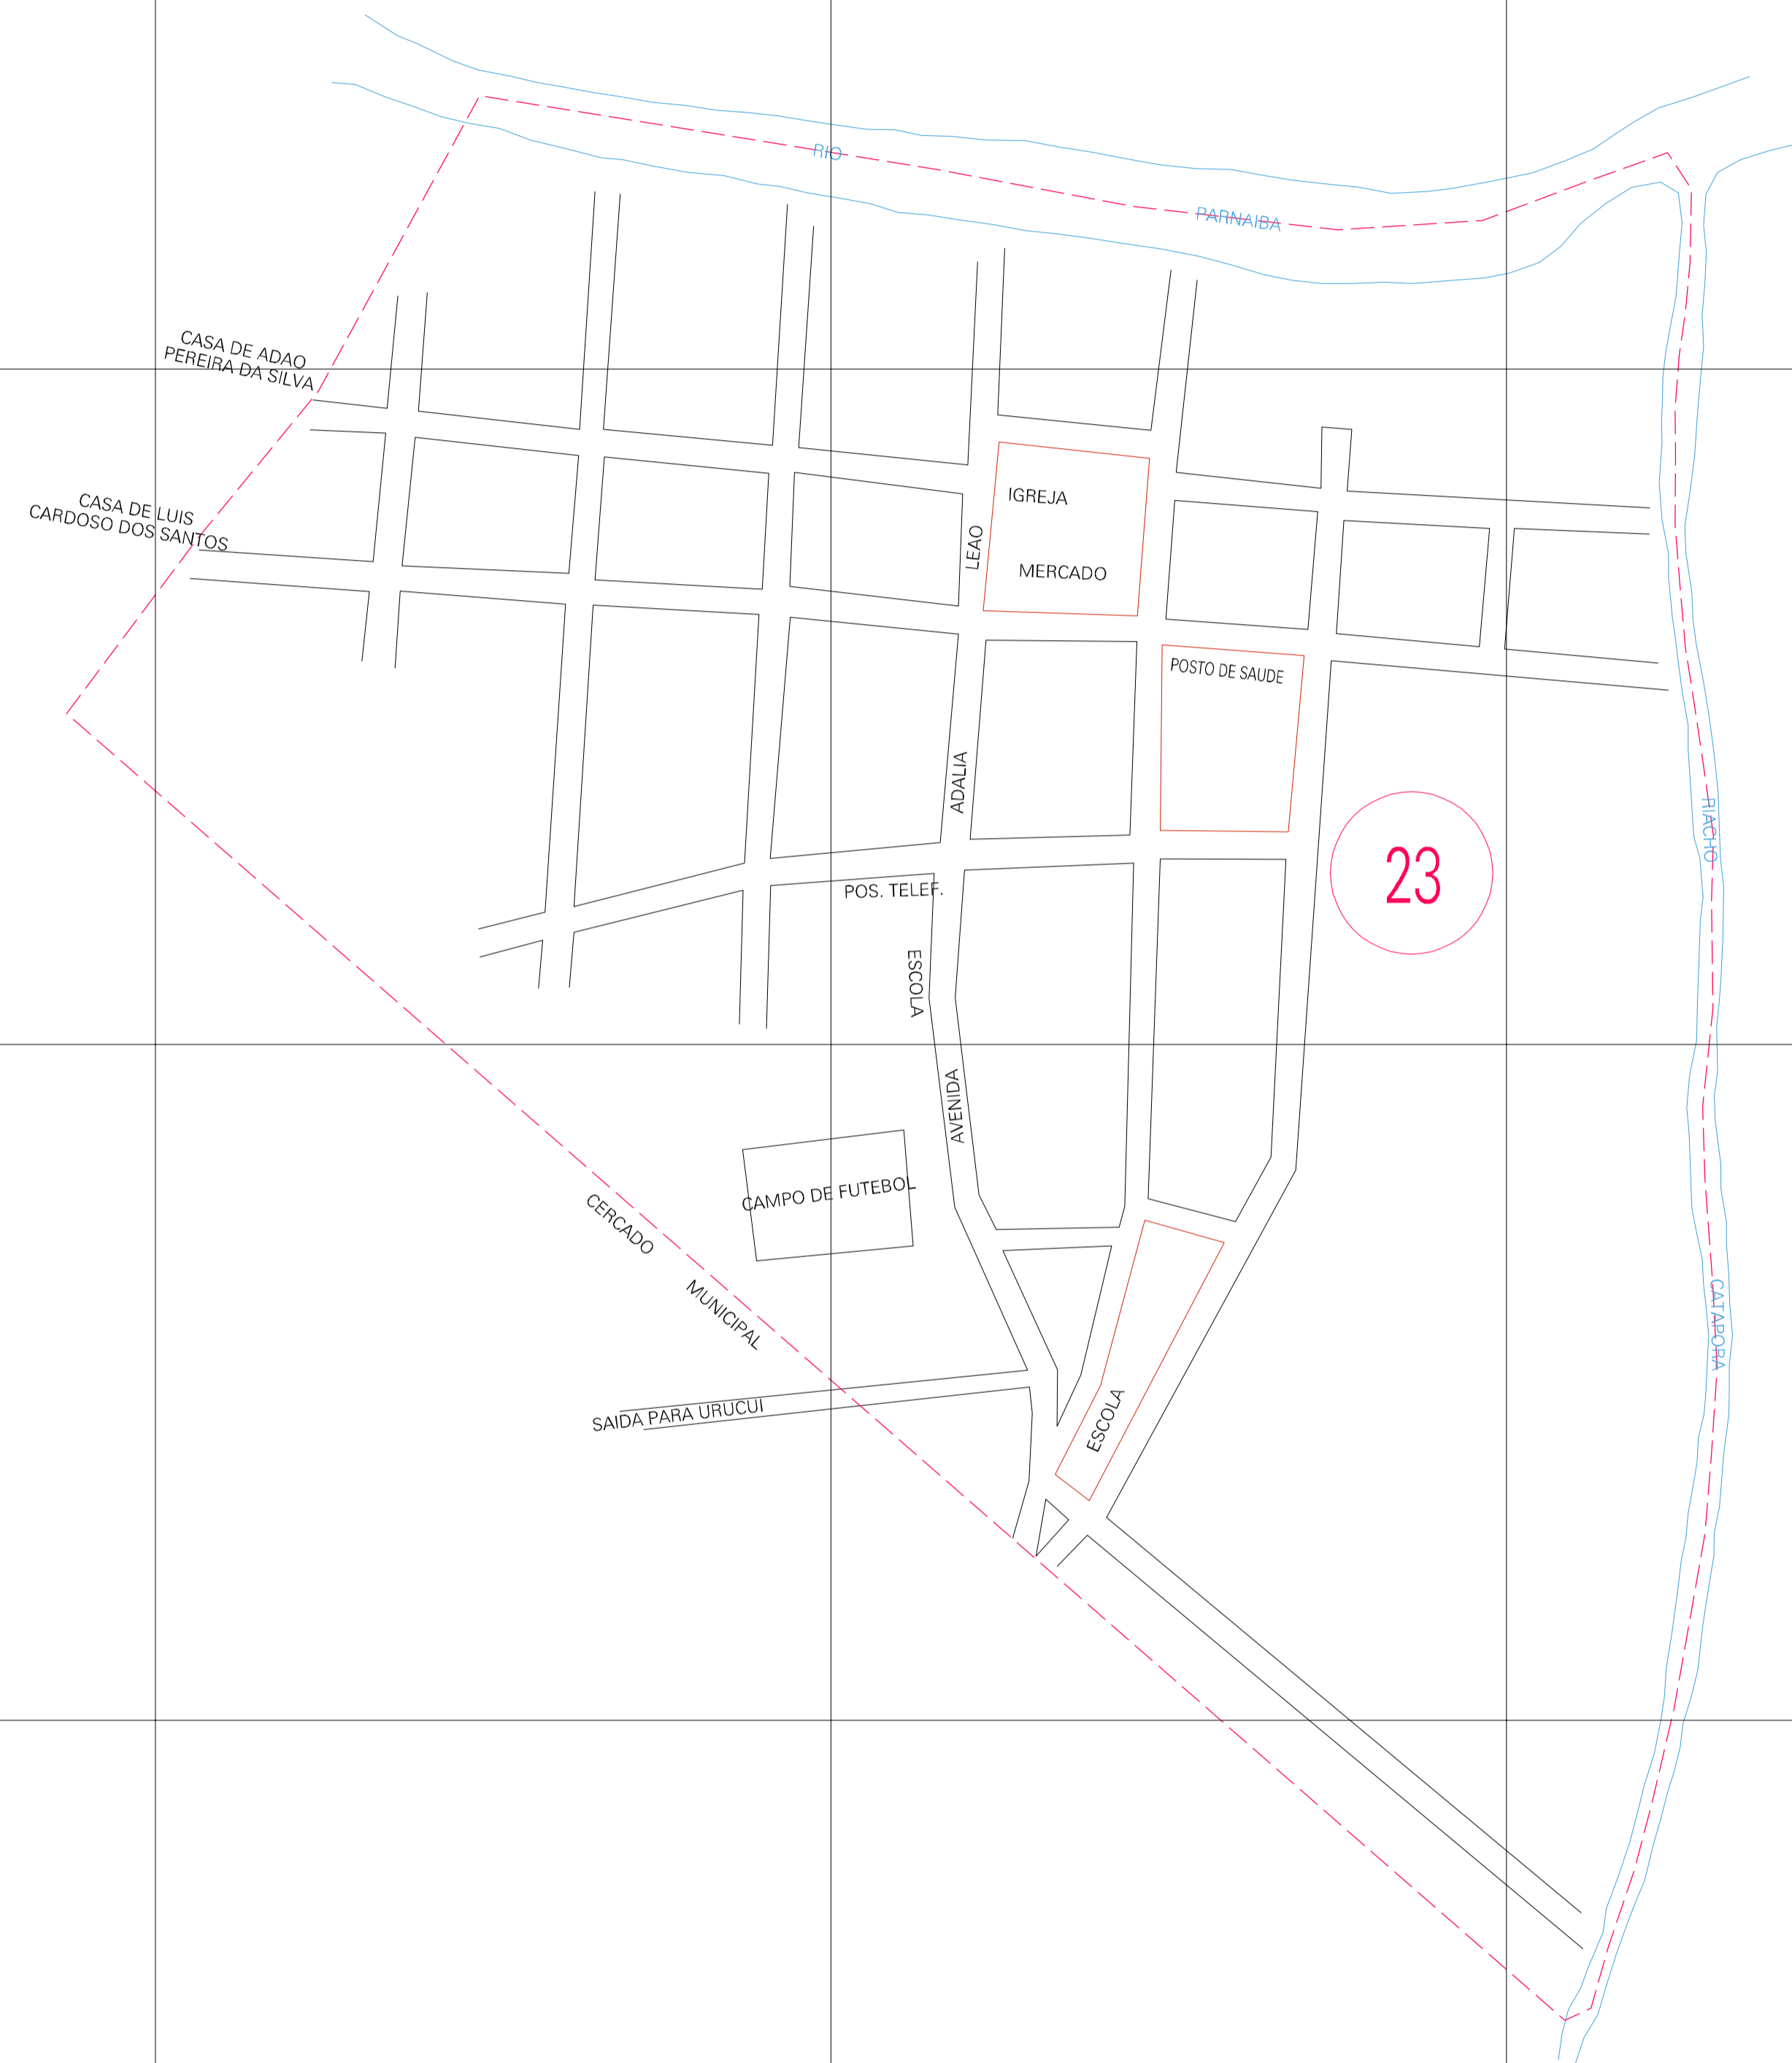 RIO
PARNAIBA
CASA DE ADAO
PEREIRA DA SILVA
CASA DE LUIS
CARDOSO DOS SANTOS
IGREJA
LEAO
MERCADO
POSTO DE SAUDE
ADALIA
RIACHO
23
POS. TELEF.
ESCOLA
AVENIDA
CAMPO DE FUTEBOL
CERCADO
MUNICIPAL
CATAPORA
SAIDA PARA URUCUI
ESCOLA